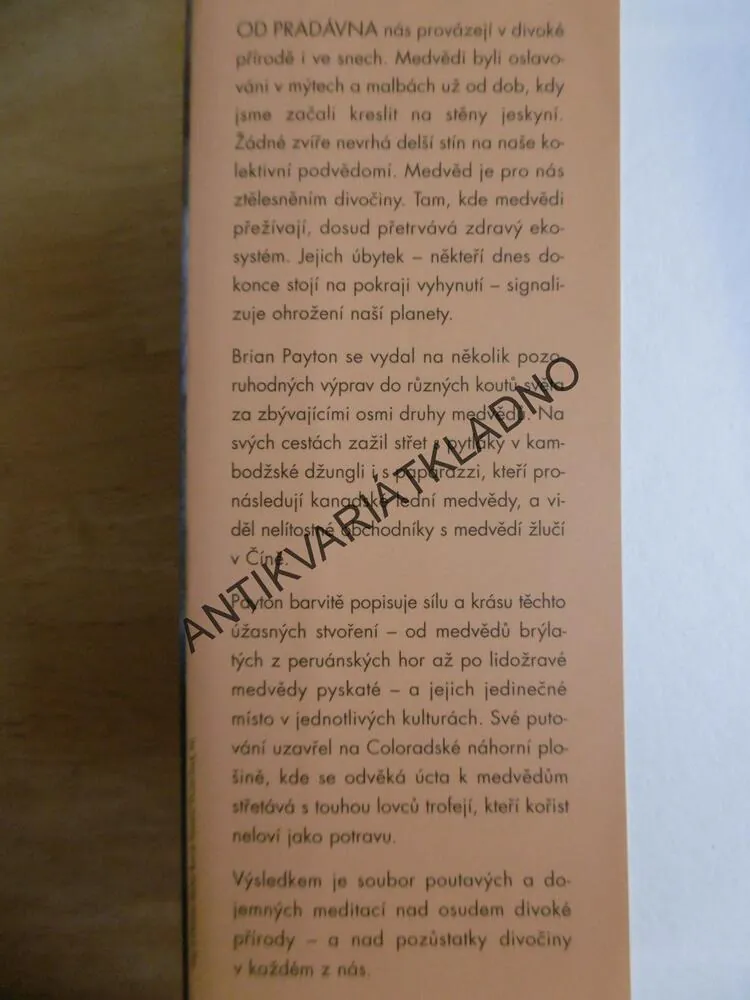 OD PRADÁVNA nás provázejí v divoké
přírodě i ve snech. Medvědi byli oslavo-
váni v mýtech a malbách už od dob, kdy
jsme začali kreslit na stěny jeskyní.
Žádné zvíře nevrhá delší stín na naše ko-
lektivní podvědomí. Medvěd je pro nás
ztělesněním divočiny. Tam, kde medvědi
přežívají, dosud přetrvává zdravý eko-
systém. Jejich úbytek – někteří dnes do-
konce stojí na pokraji vyhynutí – signali-
zuje ohrožení naší planety.
Brian Payton se vydal na několik pozo-
ruhodných výprav do různých koutů světa
za zbývajícími osmi druhy medvědů. Na
svých cestách zažil střet s pytláky v kam-
bodžské džungli i s paparazzi, kteří pro-
následují kanadské lední medvědy, a vi-
děl nelítostné obchodníky s medvědí žlučí
v Číně.
Payton barvitě popisuje sílu a krásu těchto
úžasných stvoření – od medvědů brýla-
tých z peruánských hor až po lidožravé
medvědy pyskaté – a jejich jedinečné
místo v jednotlivých kulturách. Své puto-
vání uzavřel na Coloradské náhorní plo-
šině, kde se odvěká úcta k medvědům
střetává s touhou lovců trofejí, kteří kořist
neloví jako potravu.
Výsledkem je soubor poutavých a do-
jemných meditací nad osudem divoké
přírody – a nad pozůstatky divočiny
v každém z nás.
ANTIKVARIÁTKLADNO